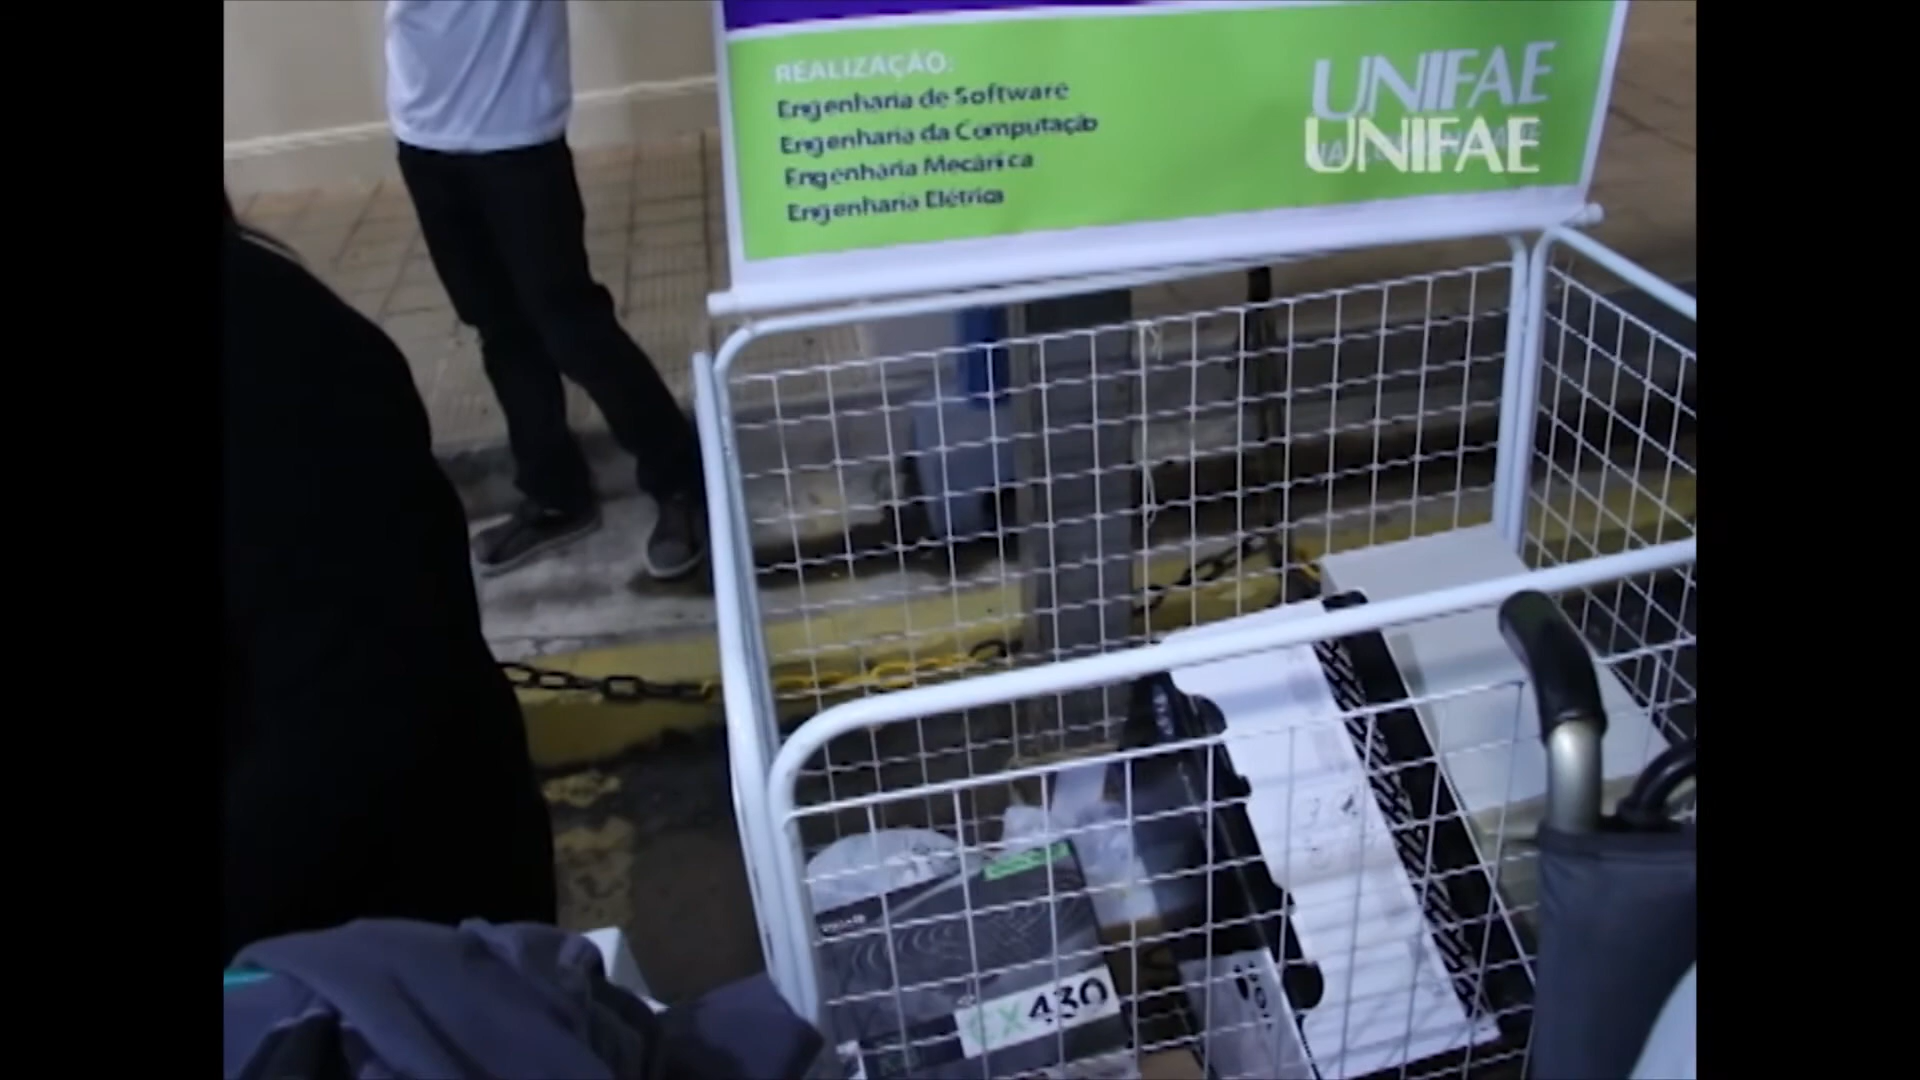 REALIZAÇÃO:
Engenharia de Software
Engenharia da Computação
Engenharia Mecânica
Engenharia Elétrica
UNIFAE
UNIFAE
CX430